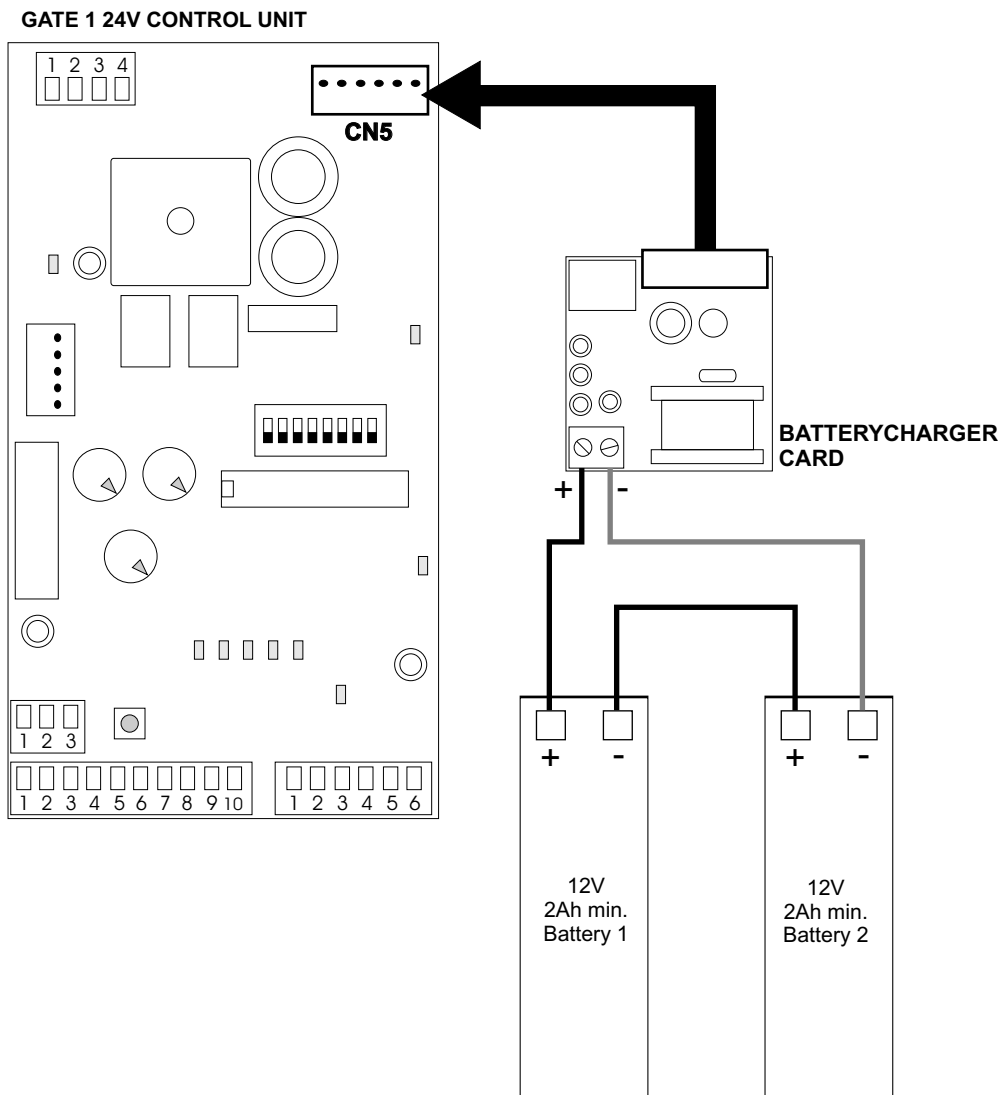 GATE 1 24V CONTROL UNIT
1 2 3 4
CN5
BATTERYCHARGER
CARD
+ -
1 2 3
1 2 3 4 5 6 7 8 9 10
1 2 3 4 5 6
+ -
+ -
12V
2Ah min.
Battery 1
12V
2Ah min.
Battery 2